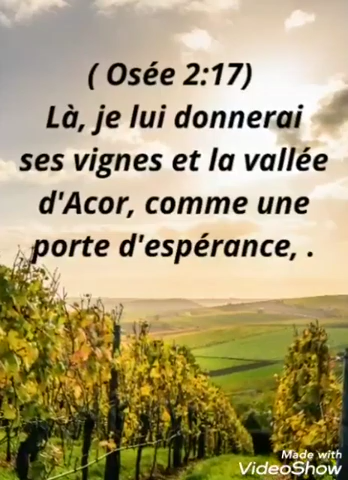 ( Osée 2:17)
Là, je lui donnerai
ses vignes et la vallée
d'Acor, comme une
porte d'espérance, .
Made with
VideoShow